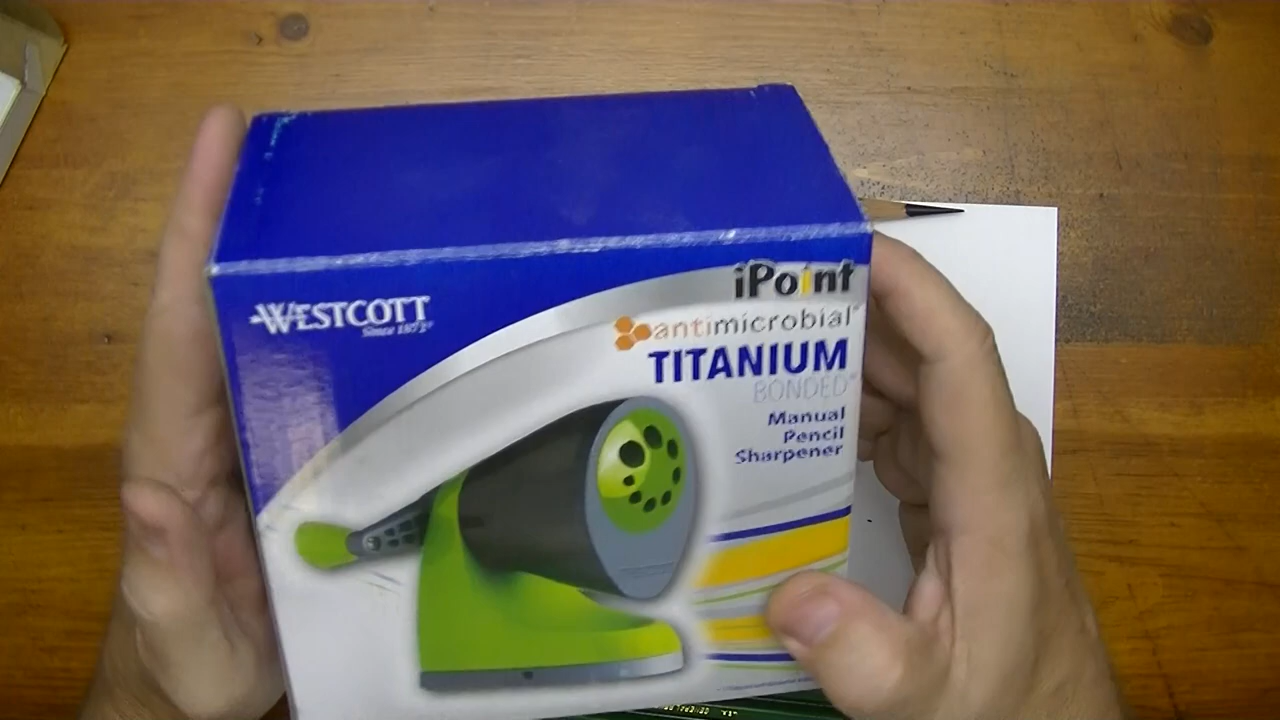 WESTCOTT
Since 1872®
iPoint
antimicrobial
TITANIUM
BONDED
Manual
Pencil
Sharpener